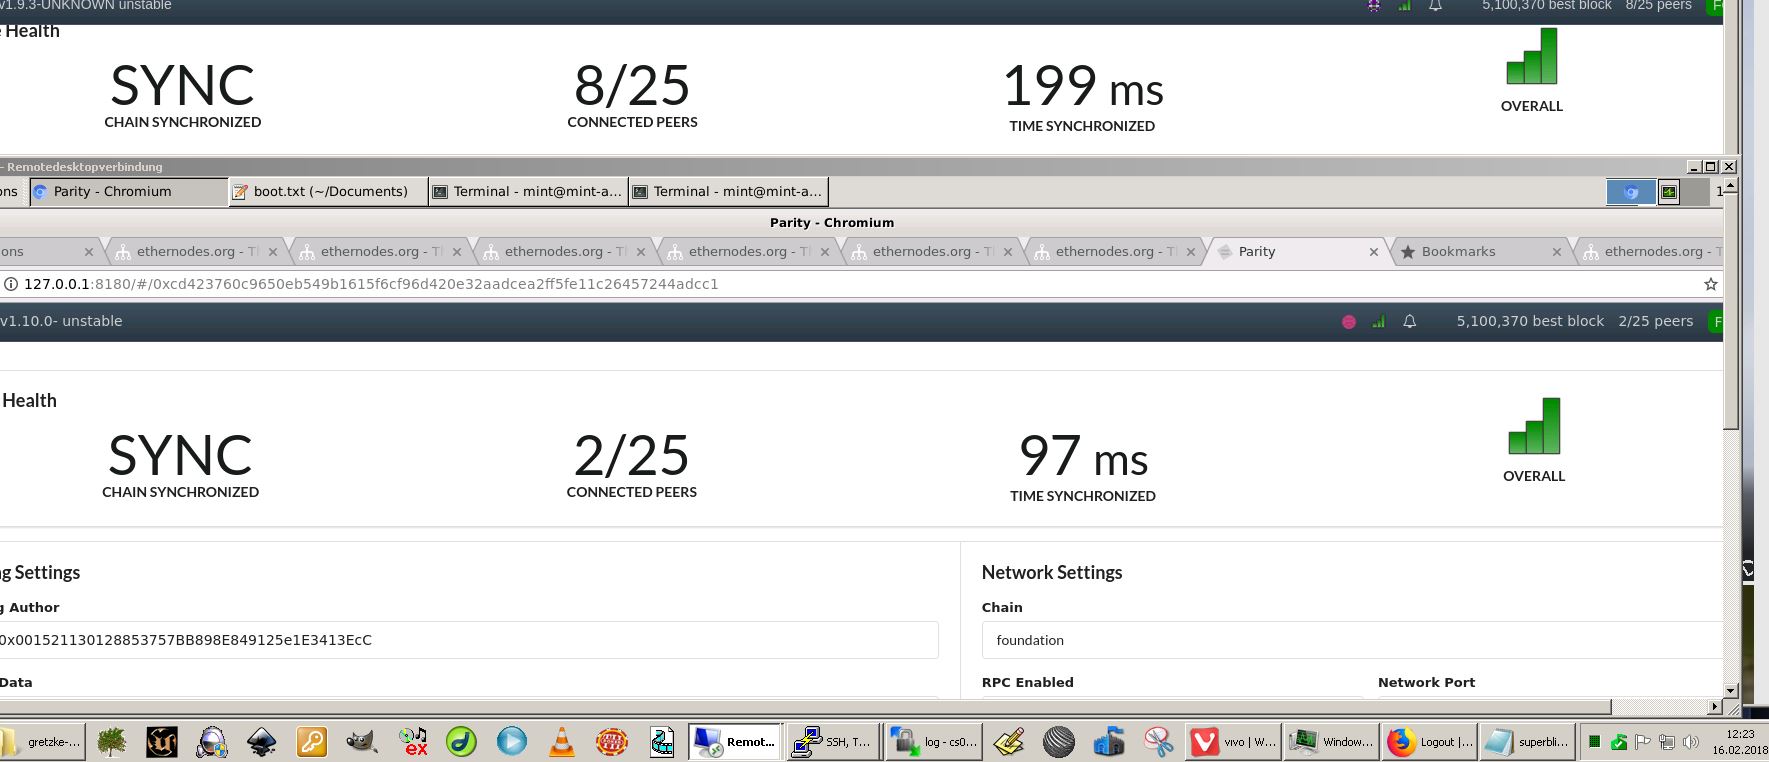 v1.9.3-UNKNOWN unstable 5,100,370 best block 8/25 peers
Health
SYNC 8/25 199 ms
CHAIN SYNCHRONIZED CONNECTED PEERS TIME SYNCHRONIZED OVERALL
- Remotedesktopverbindung
ons Parity - Chromium boot.txt (~/Documents) Terminal - mint@mint-a... Terminal - mint@mint-a... 1
Parity - Chromium
ons ethernodes.org - T ethernodes.org - T ethernodes.org - T ethernodes.org - T ethernodes.org - T ethernodes.org - T Parity Bookmarks ethernodes.org - T
127.0.0.1:8180/#/0xcd423760c9650eb549b1615f6cf96d420e32aadcea2ff5fe11c26457244adcc1
v1.10.0- unstable 5,100,370 best block 2/25 peers F
Health
SYNC 2/25 97 ms
CHAIN SYNCHRONIZED CONNECTED PEERS TIME SYNCHRONIZED OVERALL
g Settings Network Settings
g Author Chain
0x001521130128853757BB898E849125e1E3413EcC foundation
Data RPC Enabled Network Port
gretzke-... ex Remot... SSH, T... log - cs0... vivo | W... Window... Logout |... superbli... 12:23
16.02.2018